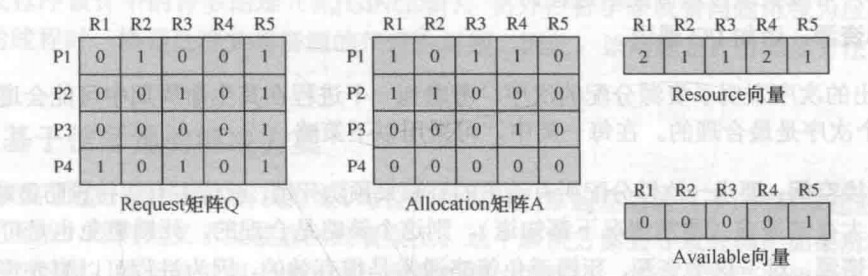 R1 R2 R3 R4 R5
P1 0 1 0 0 1
P2 0 0 1 0 1
P3 0 0 0 0 1
P4 1 0 1 0 1
Request矩阵Q
R1 R2 R3 R4 R5
1 0 1 1 0
1 1 0 0 0
0 0 0 1 0
0 0 0 0 0
Allocation矩阵A
R1 R2 R3 R4 R5
2 1 1 2 1
Resource向量
R1 R2 R3 R4 R5
0 0 0 0 1
Available向量